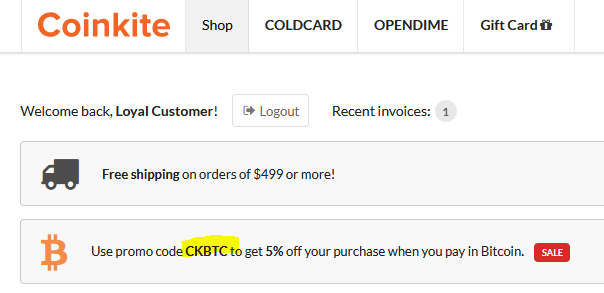 Coinkite Shop COLDCARD OPENDIME Gift Card
Welcome back, Loyal Customer! Logout Recent invoices: 1
Free shipping on orders of $499 or more!
Use promo code CKBTC to get 5% off your purchase when you pay in Bitcoin. SALE